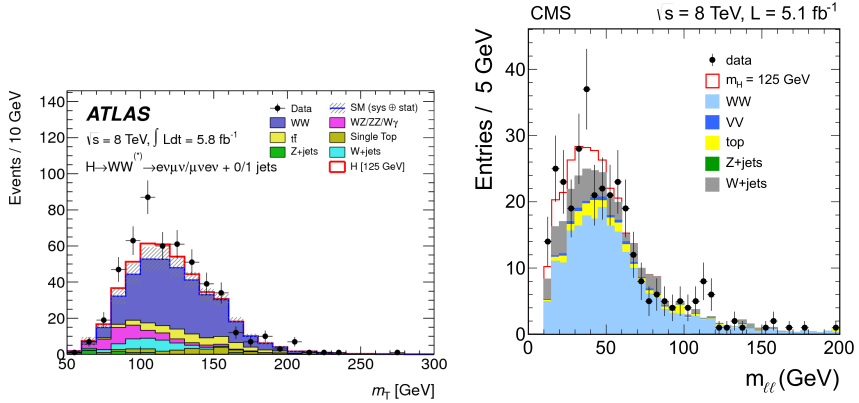 Events / 10 GeV
140
120
100
80
60
40
20
0
50
100
150
200
250
300
m_T [GeV]
ATLAS
√s = 8 TeV, ∫ Ldt = 5.8 fb⁻¹
H→WW(*)→eνμν/μνeν + 0/1 jets
Data
SM (sys ⊕ stat)
WW
WZ/ZZ/Wγ
tt̄
Single Top
Z+jets
W+jets
H [125 GeV]
CMS
√s = 8 TeV, L = 5.1 fb⁻¹
Entries / 5 GeV
40
30
20
10
0
0
50
100
150
200
m_ℓℓ (GeV)
data
m_H = 125 GeV
WW
VV
top
Z+jets
W+jets